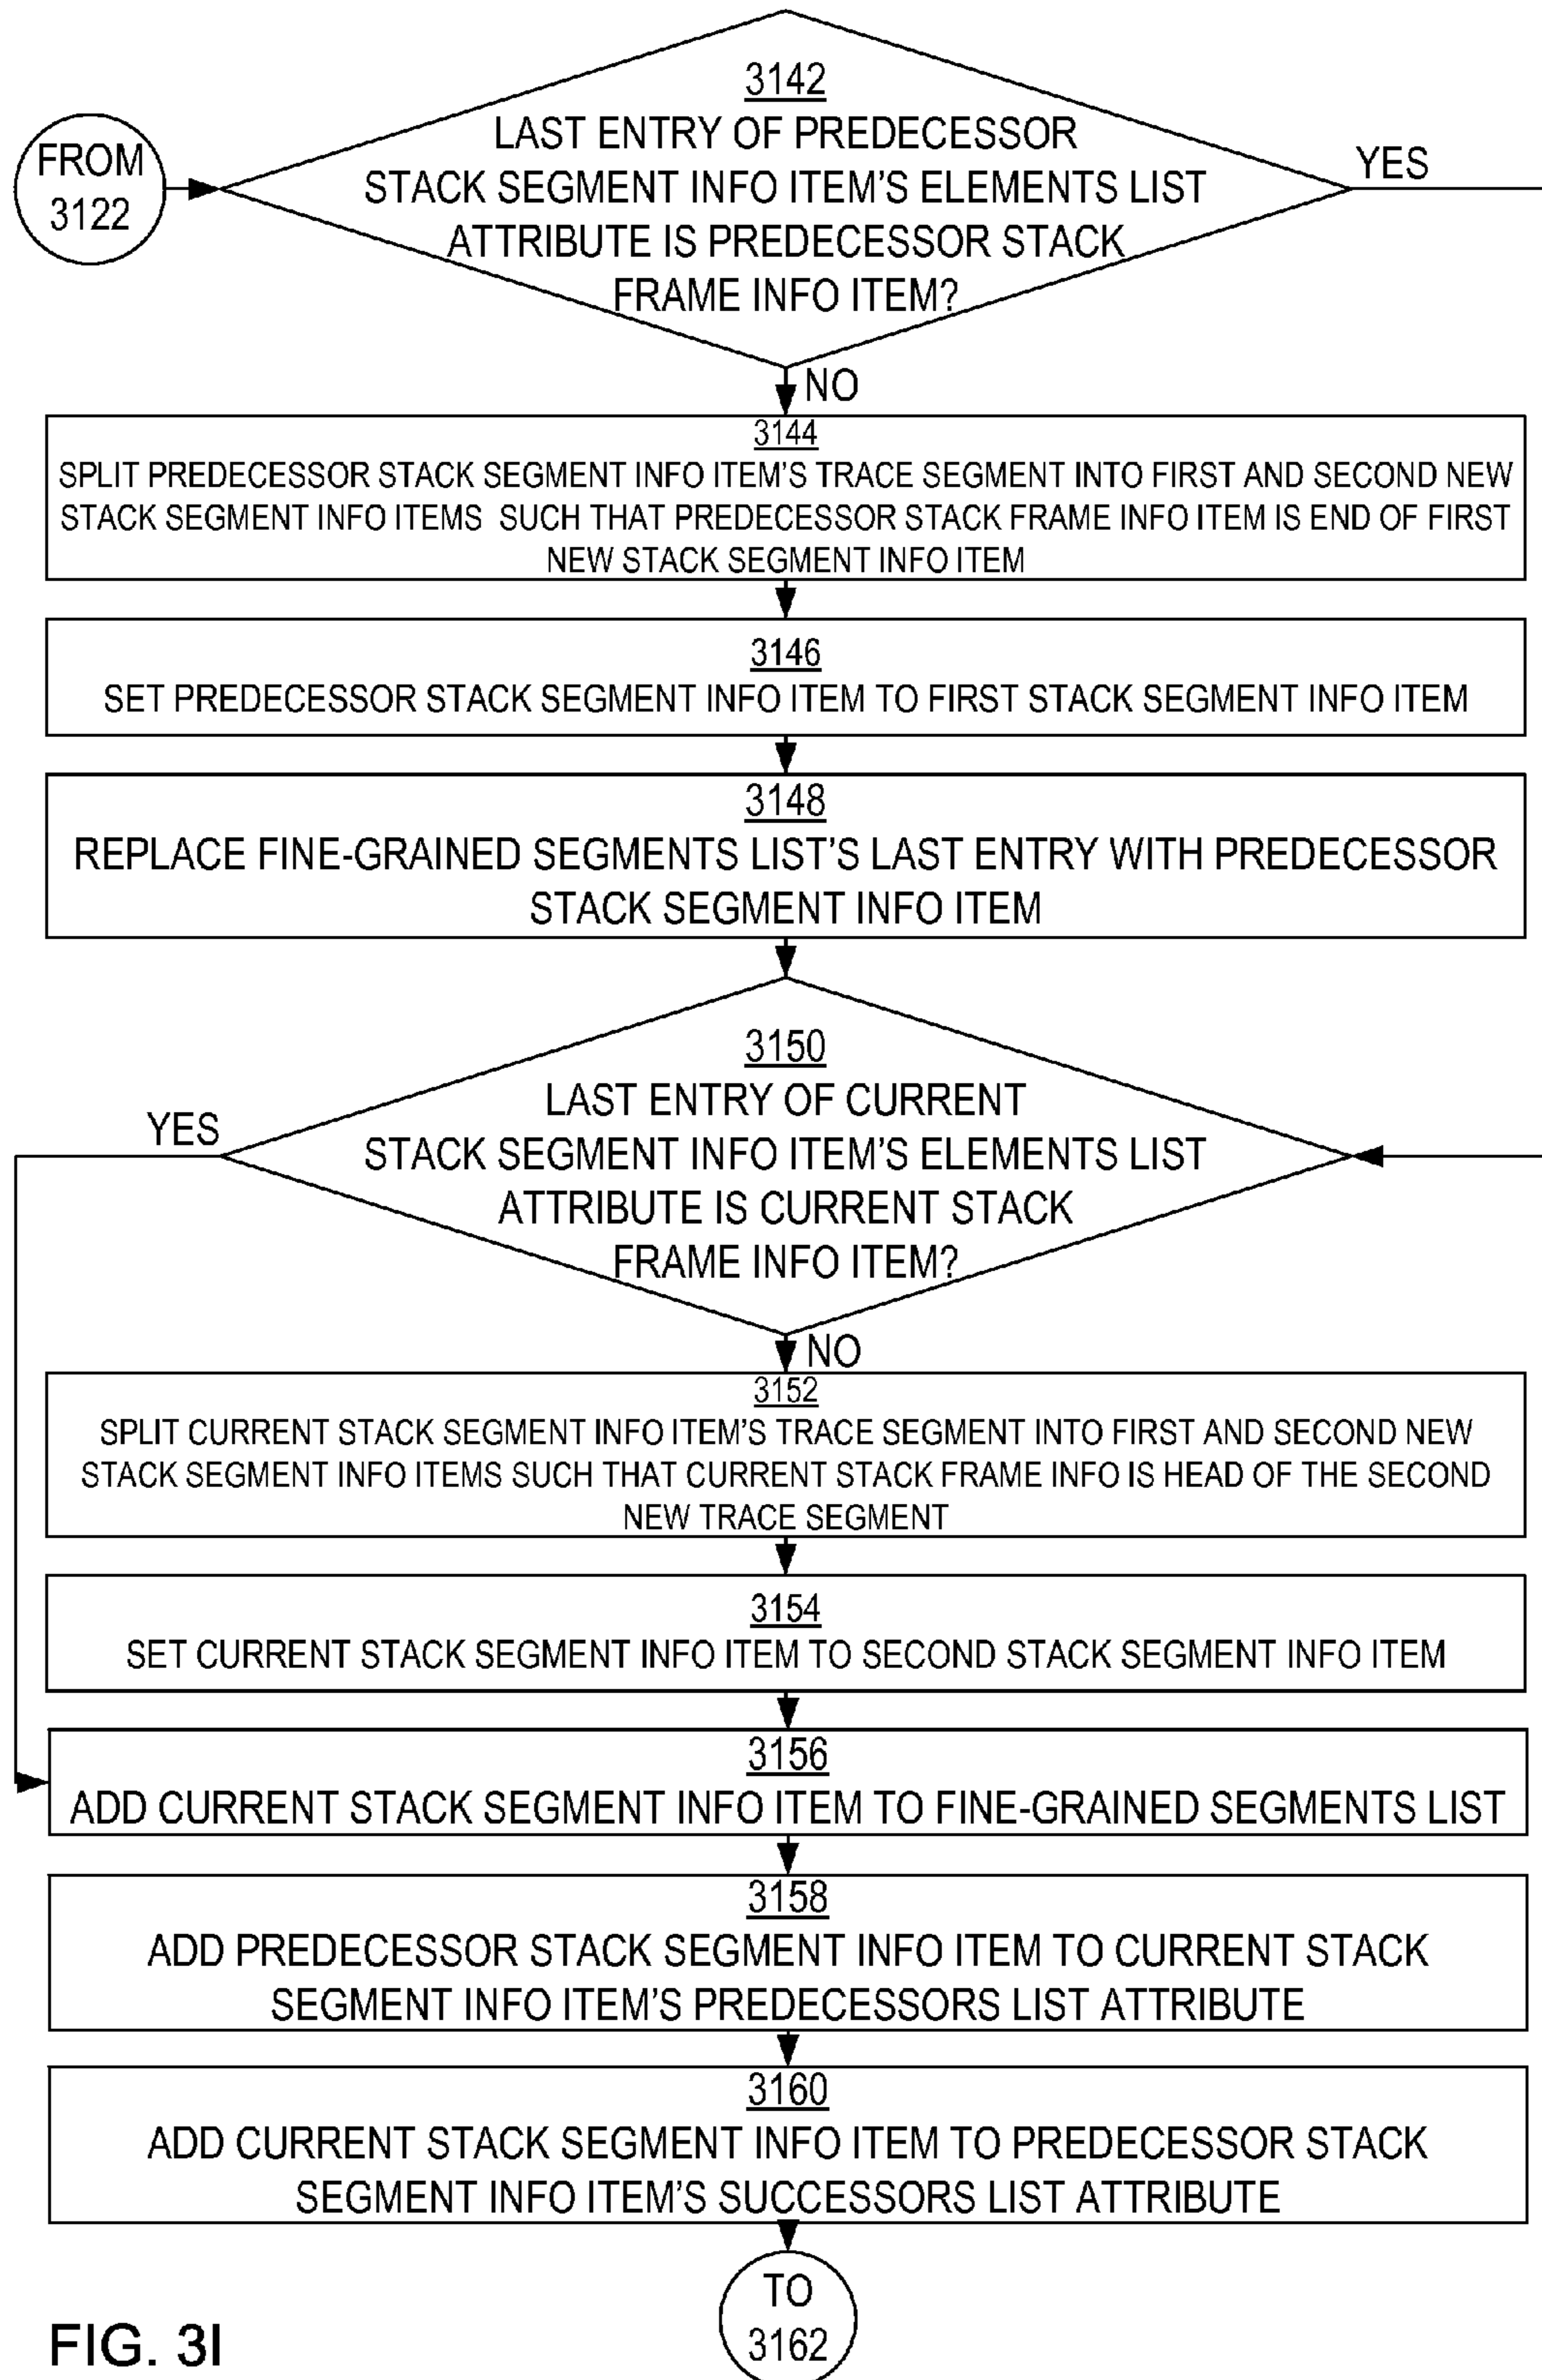 3142
LAST ENTRY OF PREDECESSOR
STACK SEGMENT INFO ITEM'S ELEMENTS LIST
ATTRIBUTE IS PREDECESSOR STACK
FRAME INFO ITEM?
FROM
3122
YES
NO
3144
SPLIT PREDECESSOR STACK SEGMENT INFO ITEM'S TRACE SEGMENT INTO FIRST AND SECOND NEW
STACK SEGMENT INFO ITEMS SUCH THAT PREDECESSOR STACK FRAME INFO ITEM IS END OF FIRST
NEW STACK SEGMENT INFO ITEM
3146
SET PREDECESSOR STACK SEGMENT INFO ITEM TO FIRST STACK SEGMENT INFO ITEM
3148
REPLACE FINE-GRAINED SEGMENTS LIST'S LAST ENTRY WITH PREDECESSOR
STACK SEGMENT INFO ITEM
3150
LAST ENTRY OF CURRENT
STACK SEGMENT INFO ITEM'S ELEMENTS LIST
ATTRIBUTE IS CURRENT STACK
FRAME INFO ITEM?
YES
NO
3152
SPLIT CURRENT STACK SEGMENT INFO ITEM'S TRACE SEGMENT INTO FIRST AND SECOND NEW
STACK SEGMENT INFO ITEMS SUCH THAT CURRENT STACK FRAME INFO IS HEAD OF THE SECOND
NEW TRACE SEGMENT
3154
SET CURRENT STACK SEGMENT INFO ITEM TO SECOND STACK SEGMENT INFO ITEM
3156
ADD CURRENT STACK SEGMENT INFO ITEM TO FINE-GRAINED SEGMENTS LIST
3158
ADD PREDECESSOR STACK SEGMENT INFO ITEM TO CURRENT STACK
SEGMENT INFO ITEM'S PREDECESSORS LIST ATTRIBUTE
3160
ADD CURRENT STACK SEGMENT INFO ITEM TO PREDECESSOR STACK
SEGMENT INFO ITEM'S SUCCESSORS LIST ATTRIBUTE
TO
3162
FIG. 3I